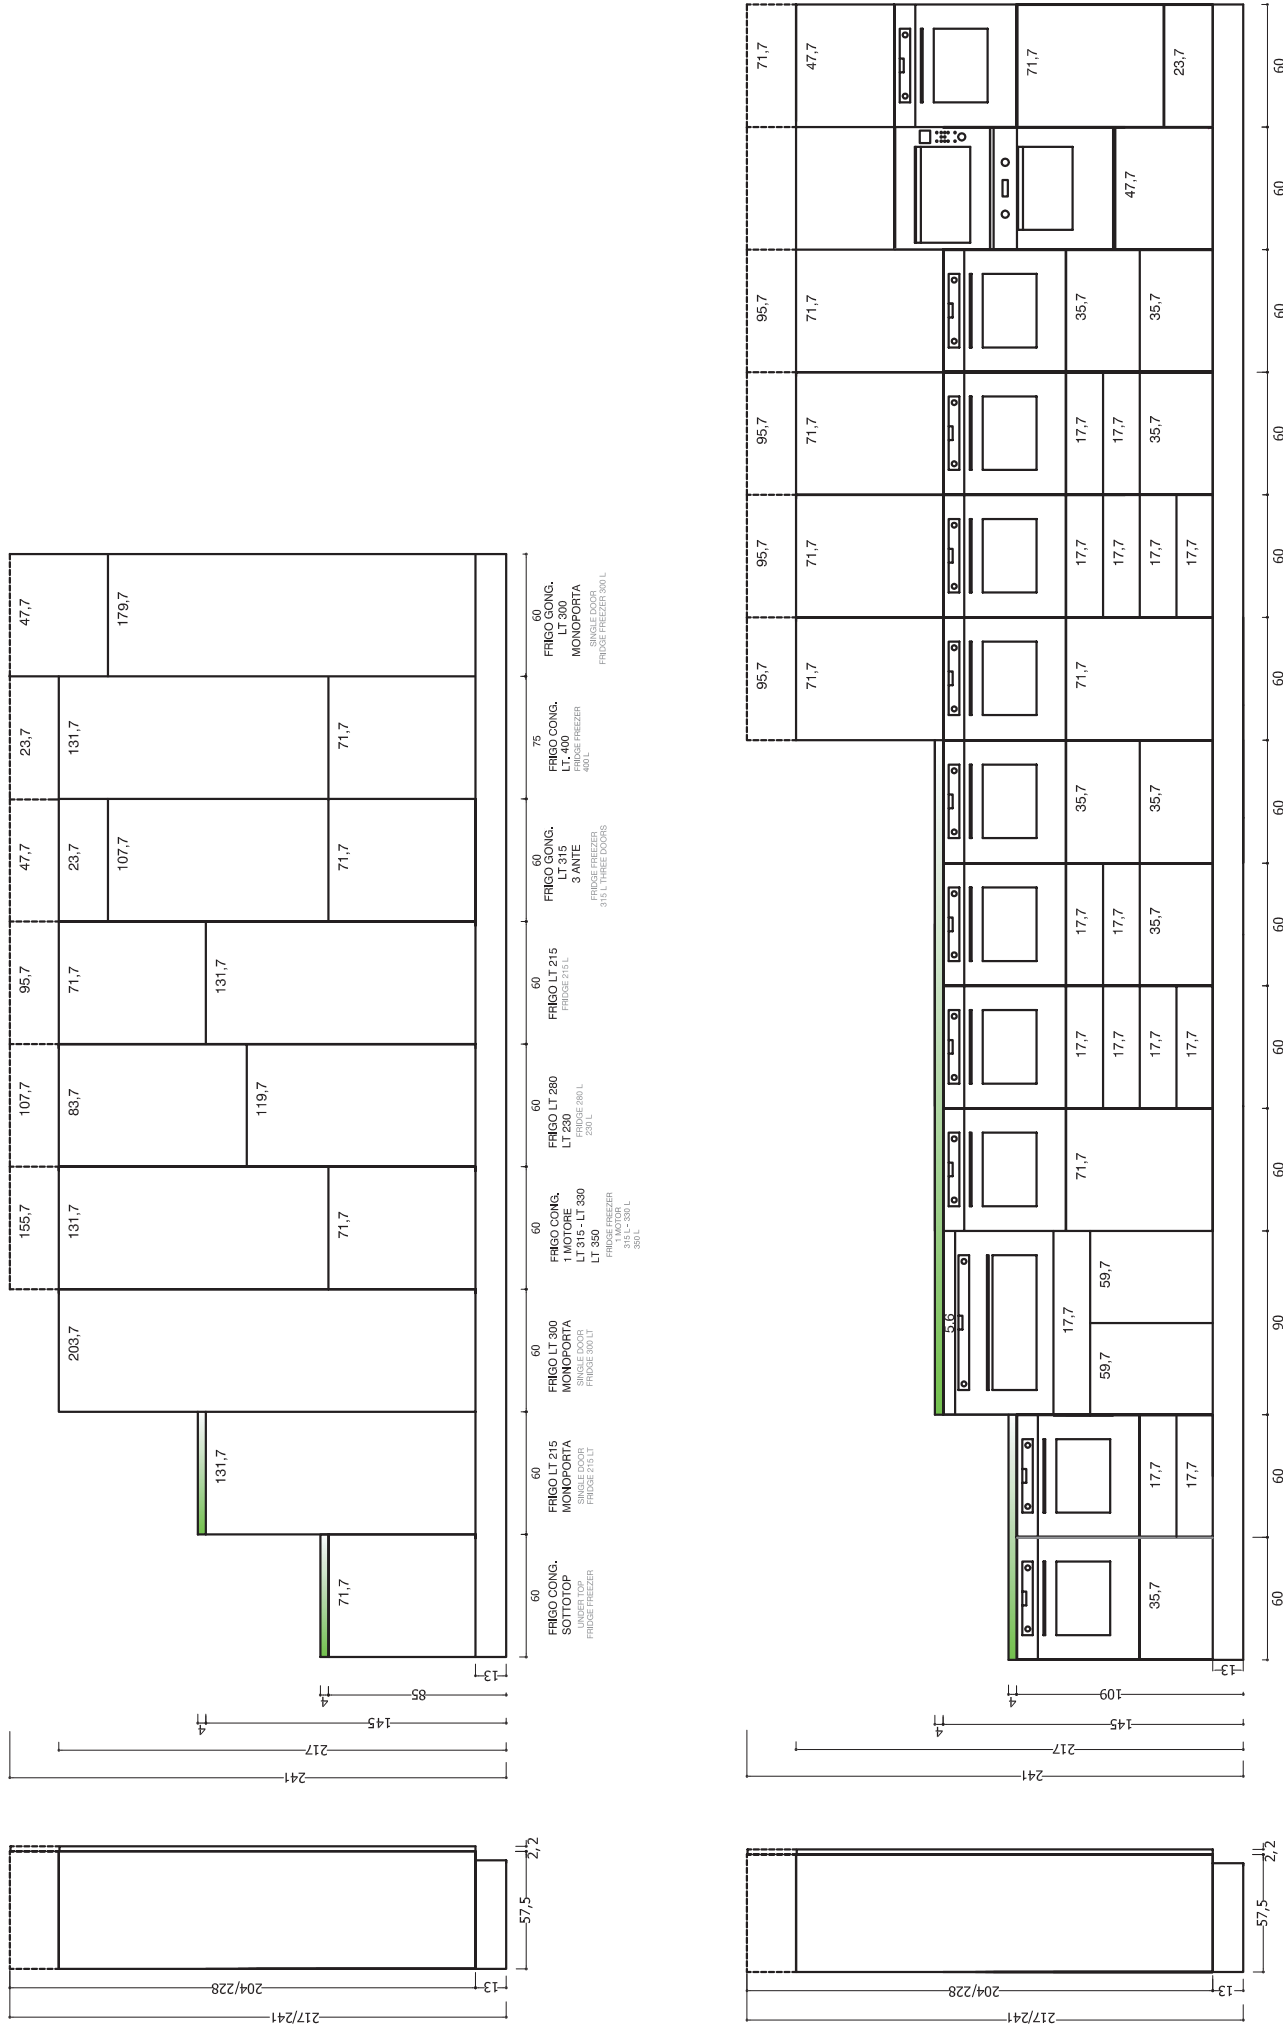 217/241
204/228
13
57,5
2,2
241
217
145
4
85
4
13
155,7 107,7 95,7 47,7 23,7 47,7
203,7 131,7 83,7 71,7 23,7 131,7
107,7 179,7
131,7 131,7
119,7
71,7 71,7 71,7 71,7
60 60 60 60 60 60 60 75 60
FRIGO CONG.
SOTTOTOP
UNDER TOP
FRIDGE FREEZER
FRIGO LT 215
MONOPORTA
SINGLE DOOR
FRIDGE 215 LT
FRIGO LT 300
MONOPORTA
SINGLE DOOR
FRIDGE 300 LT
FRIGO CONG.
1 MOTORE
LT 315 - LT 330
LT 350
FRIDGE FREEZER
1 MOTOR
315 L - 330 L
350 L
FRIGO LT 280
LT 230
FRIDGE 280 L
230 L
FRIGO LT 215
FRIDGE 215 L
FRIGO GONG.
LT 315
3 ANTE
FRIDGE FREEZER
315 L THREE DOORS
FRIGO CONG.
LT. 400
FRIDGE FREEZER
400 L
FRIGO GONG.
LT 300
MONOPORTA
SINGLE DOOR
FRIDGE FREEZER 300 L
217/241
204/228
13
57,5
2,2
241
217
145
4
109
4
13
95,7 95,7 95,7 95,7 71,7
71,7 71,7 71,7 71,7 47,7
5,6
71,7
17,7 71,7 17,7 17,7 35,7 71,7 17,7 17,7 35,7
59,7 59,7 17,7 17,7 17,7 17,7 47,7
35,7 17,7 17,7 35,7 35,7 17,7 35,7 35,7
17,7 17,7 17,7 23,7
60 60 90 60 60 60 60 60 60 60 60 60 60